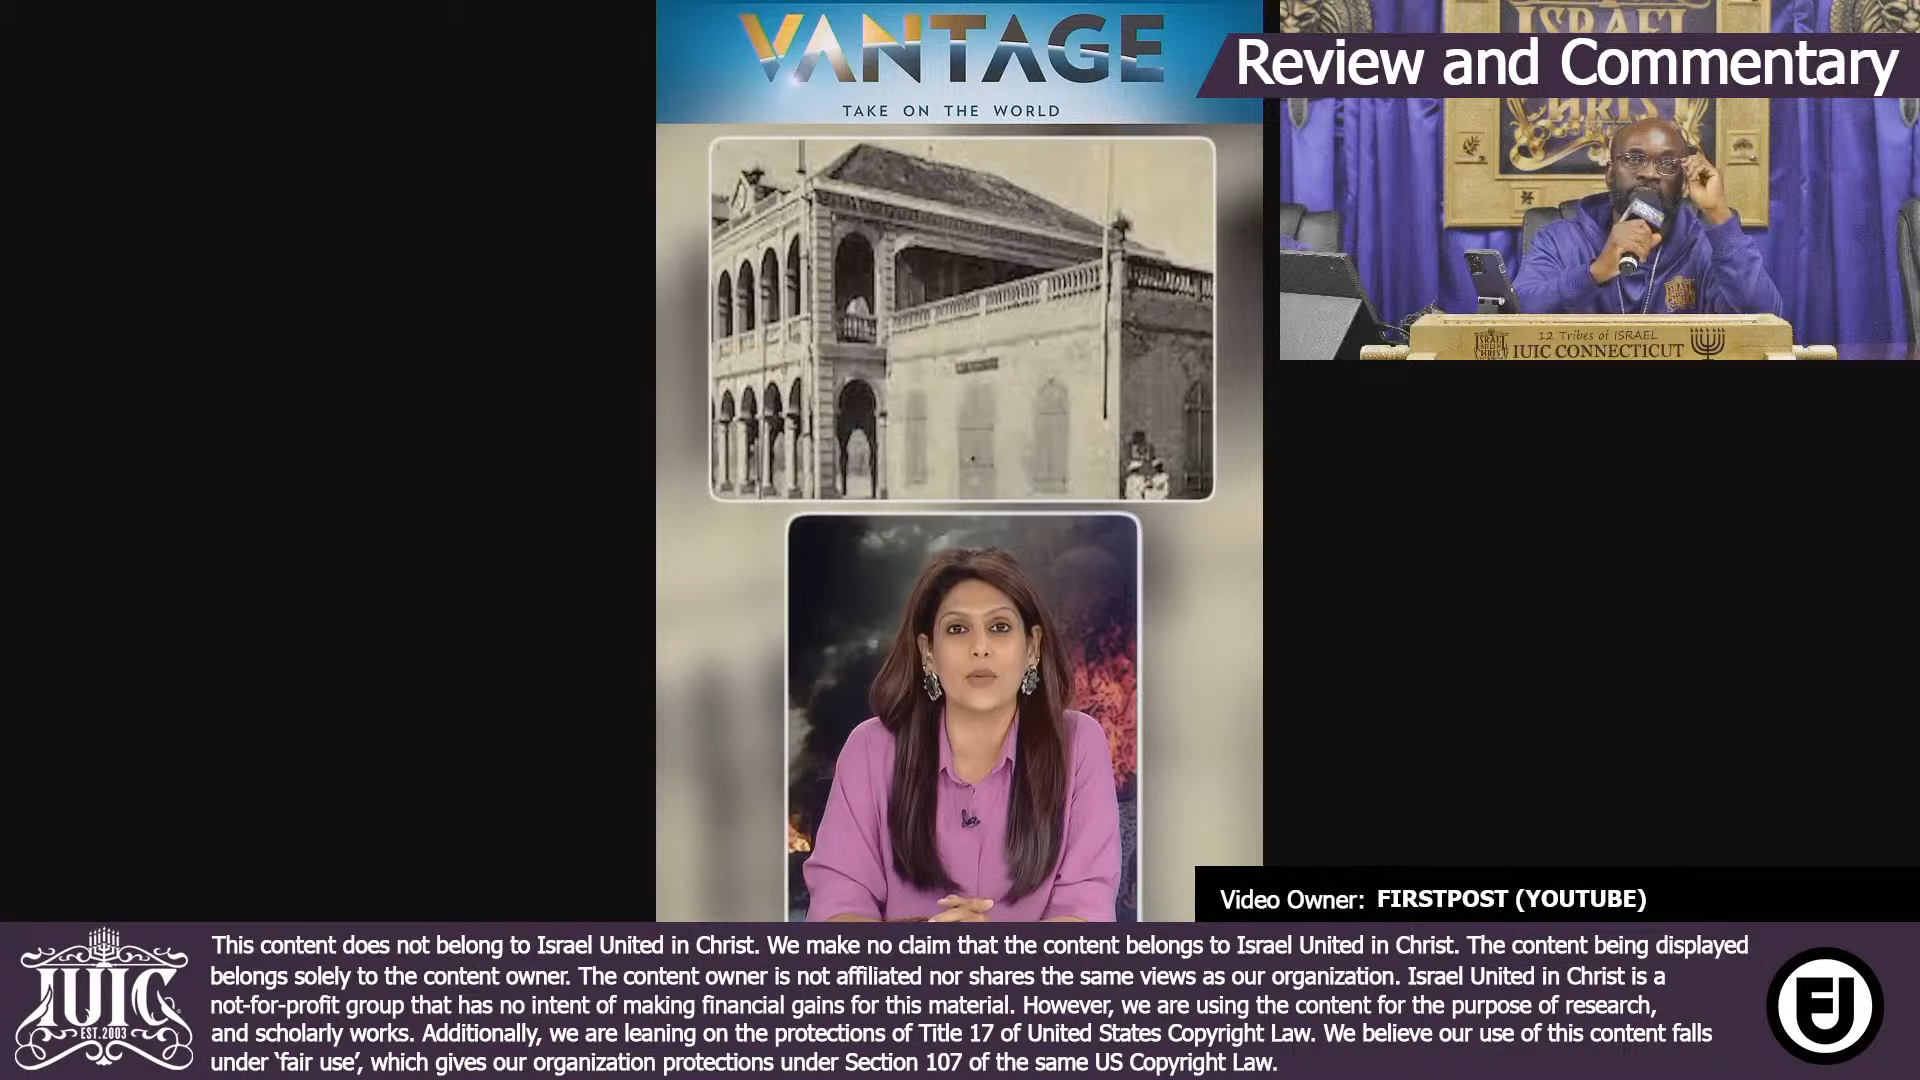 VANTAGE
TAKE ON THE WORLD
Review and Commentary
ISRAEL
CHRIST
ISRAEL
CHRIST
12 Tribes of ISRAEL
IUIC CONNECTICUT
Video Owner: FIRSTPOST (YOUTUBE)
This content does not belong to Israel United in Christ. We make no claim that the content belongs to Israel United in Christ. The content being displayed
belongs solely to the content owner. The content owner is not affiliated nor shares the same views as our organization. Israel United in Christ is a
not-for-profit group that has no intent of making financial gains for this material. However, we are using the content for the purpose of research,
and scholarly works. Additionally, we are leaning on the protections of Title 17 of United States Copyright Law. We believe our use of this content falls
under ‘fair use’, which gives our organization protections under Section 107 of the same US Copyright Law.
IUIC
EST. 2003